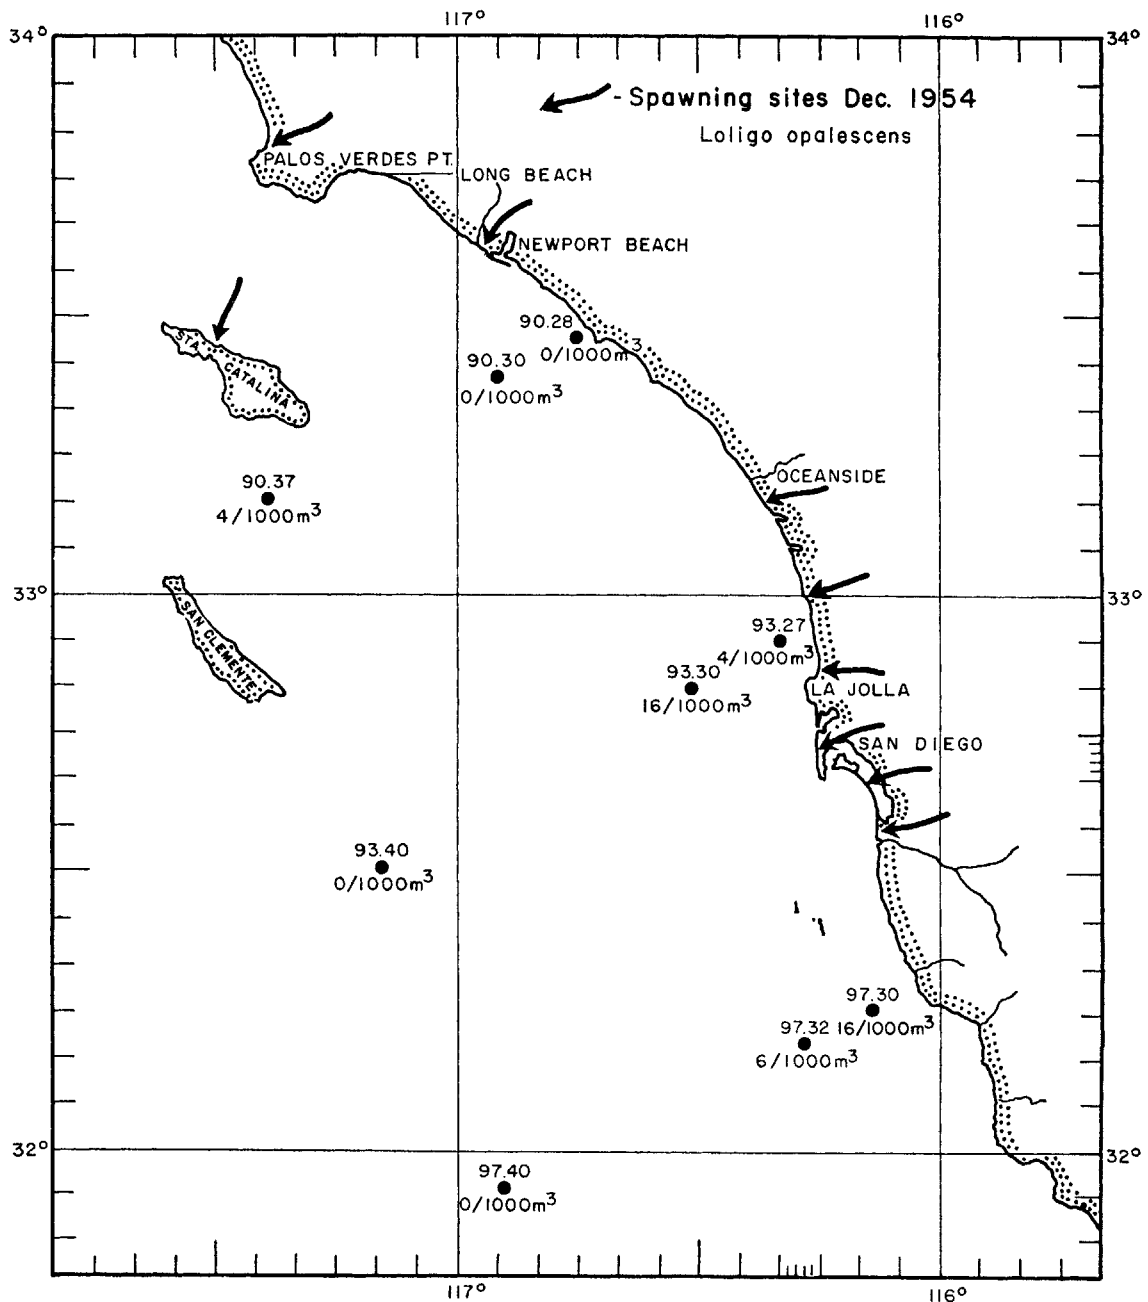 117° 116°
34° 34°
- Spawning sites Dec. 1954
Loligo opalescens
PALOS VERDES PT.
LONG BEACH
NEWPORT BEACH
90.28
0/1000m³
90.30
0/1000m³
STA. CATALINA
90.37
4/1000m³
OCEANSIDE
33° 33°
SAN CLEMENTE
93.27
4/1000m³
93.30
16/1000m³
LA JOLLA
SAN DIEGO
93.40
0/1000m³
97.30
16/1000m³
97.32
6/1000m³
32° 32°
97.40
0/1000m³
117° 116°